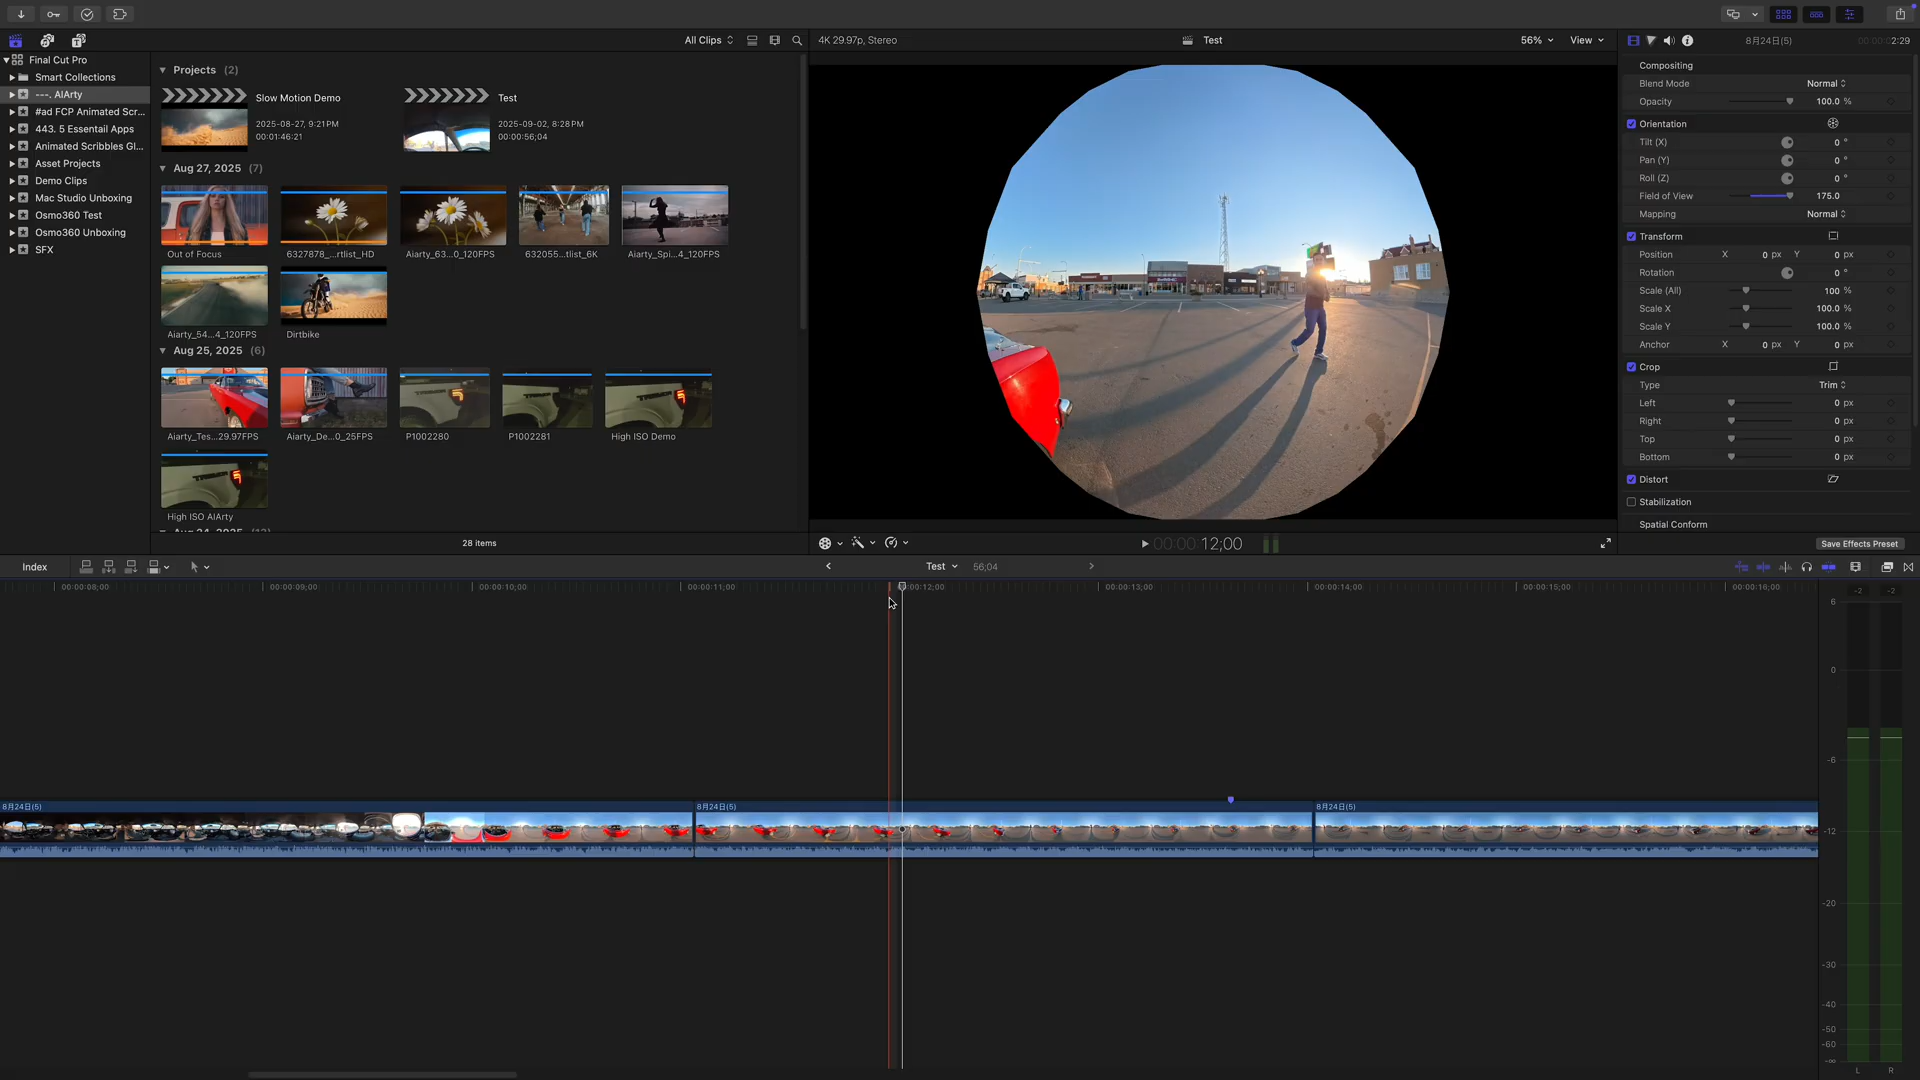 All Clips
4K 29.97p, Stereo
Test
56%
View
8月24日(5)
00:00:02:29
Final Cut Pro
Smart Collections
---. AIArty
#ad FCP Animated Scr...
443. 5 Essentail Apps
Animated Scribbles Gl...
Asset Projects
Demo Clips
Mac Studio Unboxing
Osmo360 Test
Osmo360 Unboxing
SFX
Projects (2)
Slow Motion Demo
2025-08-27, 9:21PM
00:01:46;21
Test
2025-09-02, 8:28PM
00:00:56;04
Aug 27, 2025 (7)
Out of Focus
6327878_...rtlist_HD
Aiarty_63...0_120FPS
632055...tlist_6K
Aiarty_Spi...4_120FPS
Aiarty_54...4_120FPS
Dirtbike
Aug 25, 2025 (6)
Aiarty_Tes...29.97FPS
Aiarty_De...0_25FPS
P1002280
P1002281
High ISO Demo
High ISO AIArty
28 items
Compositing
Blend Mode Normal
Opacity 100.0 %
Orientation
Tilt (X) 0 °
Pan (Y) 0 °
Roll (Z) 0 °
Field of View 175.0
Mapping Normal
Transform
Position X 0 px Y 0 px
Rotation 0 °
Scale (All) 100 %
Scale X 100.0 %
Scale Y 100.0 %
Anchor X 0 px Y 0 px
Crop
Type Trim
Left 0 px
Right 0 px
Top 0 px
Bottom 0 px
Distort
Stabilization
Spatial Conform
Save Effects Preset
00:00:12;00
Index
Test
56;04
00:00:08;00
00:00:09;00
00:00:10;00
00:00:11;00
00:00:13;00
00:00:14;00
00:00:15;00
00:00:16;00
8月24日(5)
8月24日(5)
8月24日(5)
-2 -2
6
0
-6
-12
-20
-30
-40
-50
-60
-∞
L R